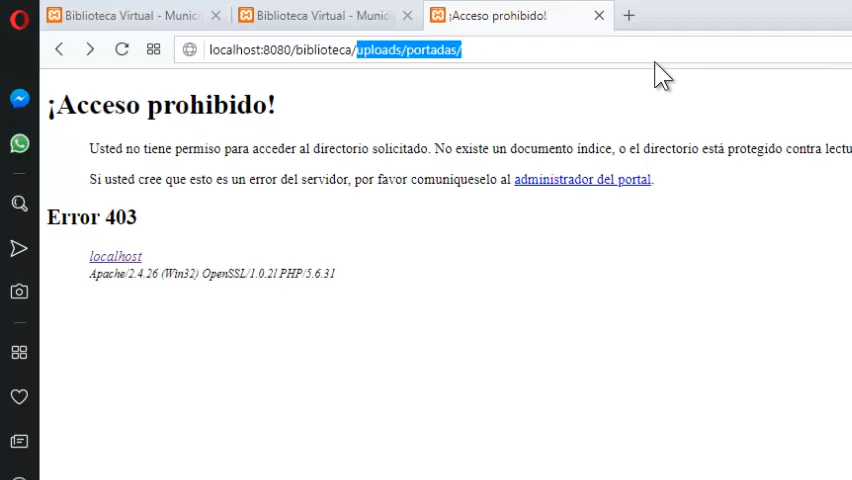 Biblioteca Virtual - Munic
Biblioteca Virtual - Munic
¡Acceso prohibido!
localhost:8080/biblioteca/uploads/portadas/
¡Acceso prohibido!
Usted no tiene permiso para acceder al directorio solicitado. No existe un documento índice, o el directorio está protegido contra lectu
Si usted cree que esto es un error del servidor, por favor comuníqueselo al administrador del portal.
Error 403
localhost
Apache/2.4.26 (Win32) OpenSSL/1.0.2l PHP/5.6.31